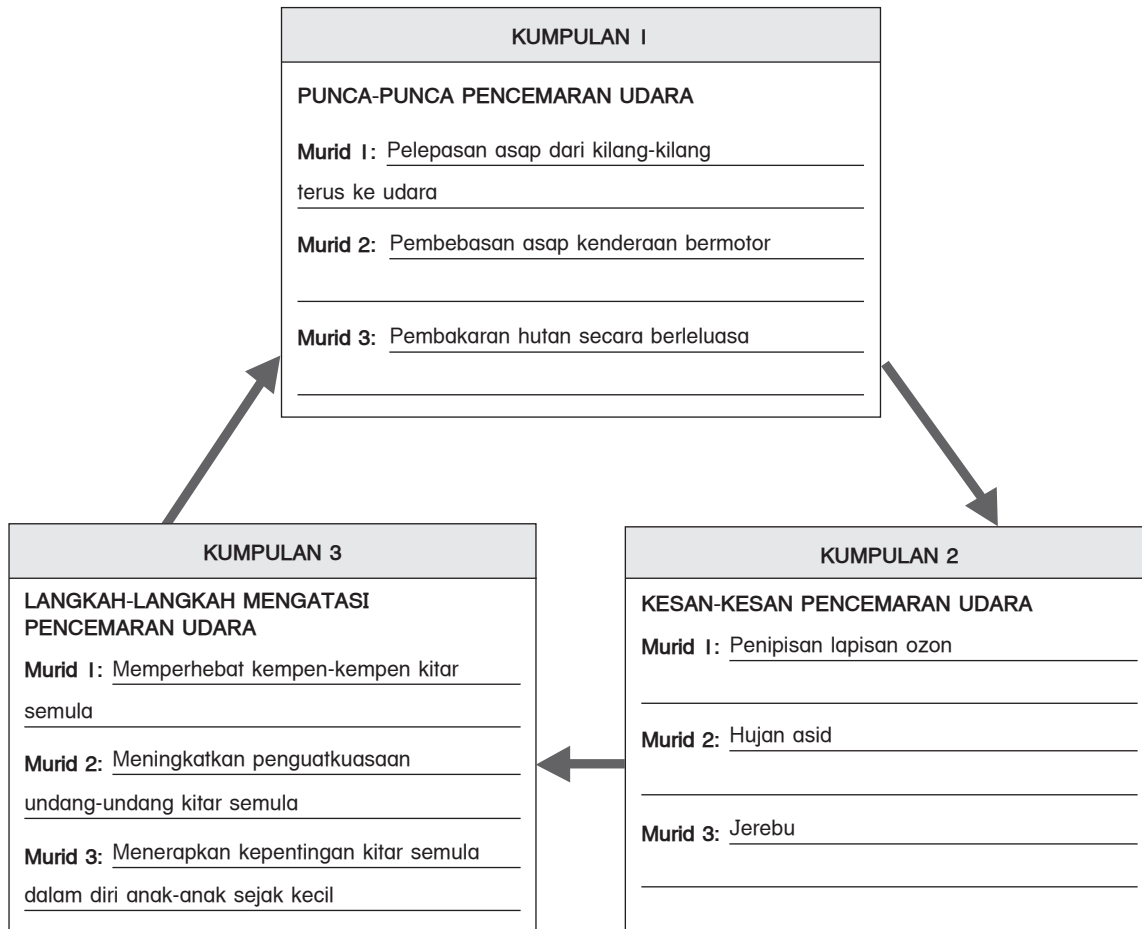 KUMPULAN 1
PUNCA-PUNCA PENCEMARAN UDARA
Murid 1: Pelepasan asap dari kilang-kilang
terus ke udara
Murid 2: Pembebasan asap kenderaan bermotor
Murid 3: Pembakaran hutan secara berleluasa
KUMPULAN 2
KESAN-KESAN PENCEMARAN UDARA
Murid 1: Penipisan lapisan ozon
Murid 2: Hujan asid
Murid 3: Jerebu
KUMPULAN 3
LANGKAH-LANGKAH MENGATASI
PENCEMARAN UDARA
Murid 1: Memperhebat kempen-kempen kitar
semula
Murid 2: Meningkatkan penguatkuasaan
undang-undang kitar semula
Murid 3: Menerapkan kepentingan kitar semula
dalam diri anak-anak sejak kecil